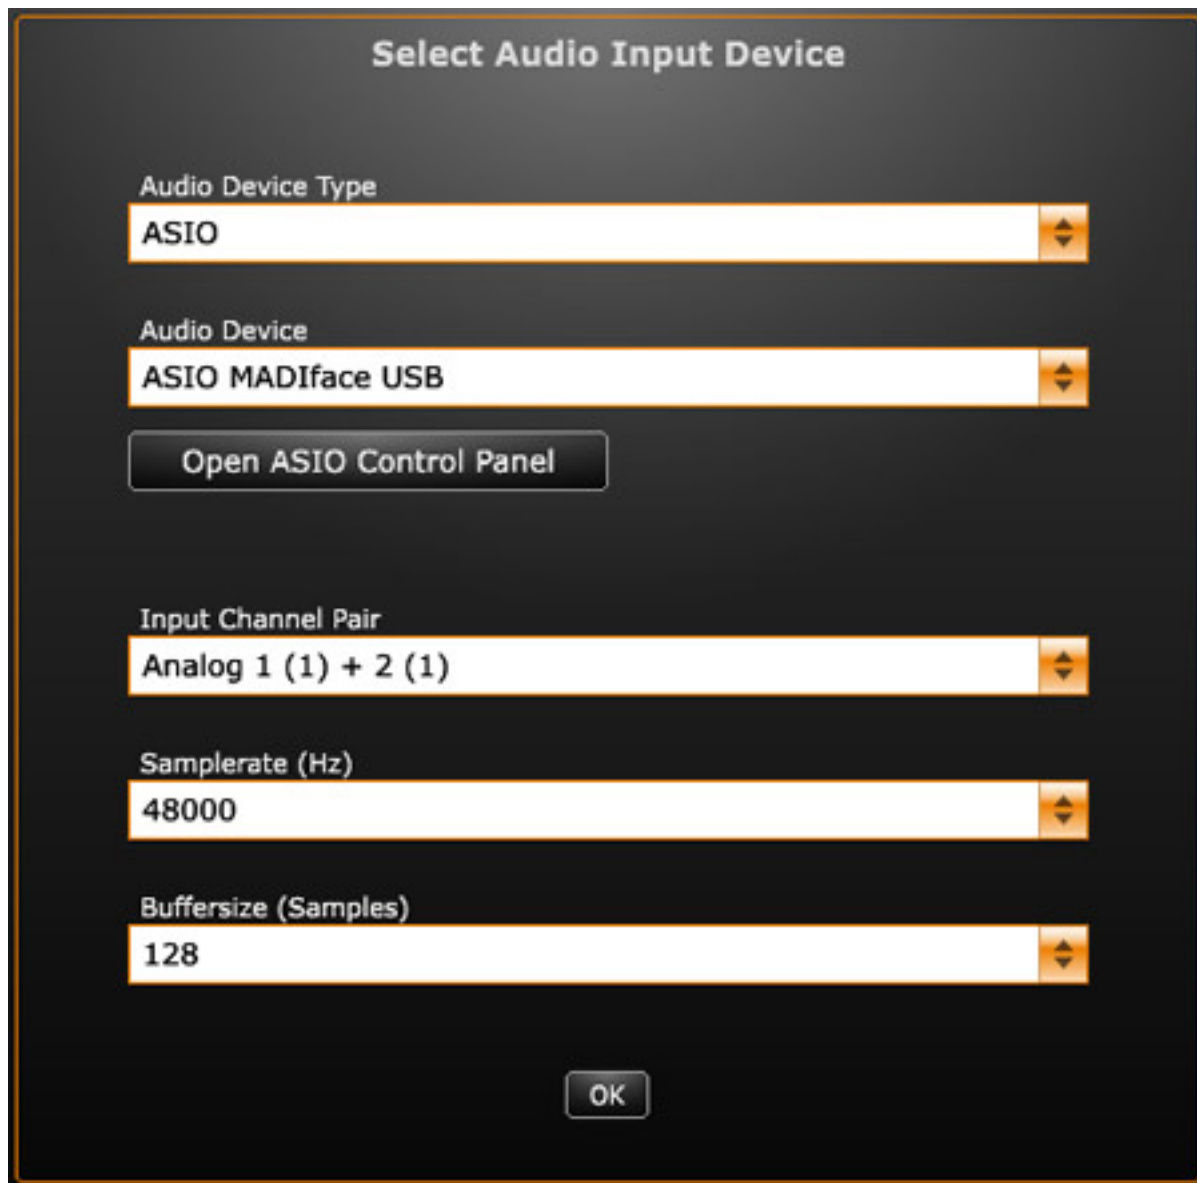 Select Audio Input Device
Audio Device Type
ASIO
Audio Device
ASIO MADIface USB
Open ASIO Control Panel
Input Channel Pair
Analog 1 (1) + 2 (1)
Samplerate (Hz)
48000
Buffersize (Samples)
128
OK